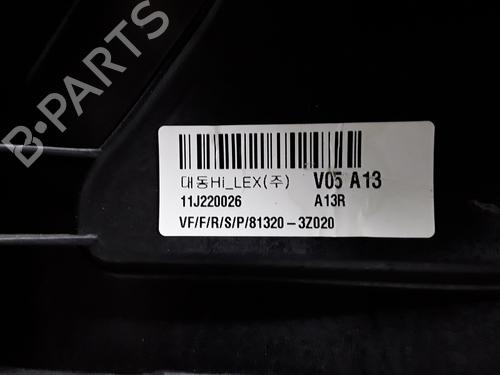 B-PARTS
대동Hi_LEX(주) V05 A13
11J220026 A13R
VF/F/R/S/P/81320-3Z020